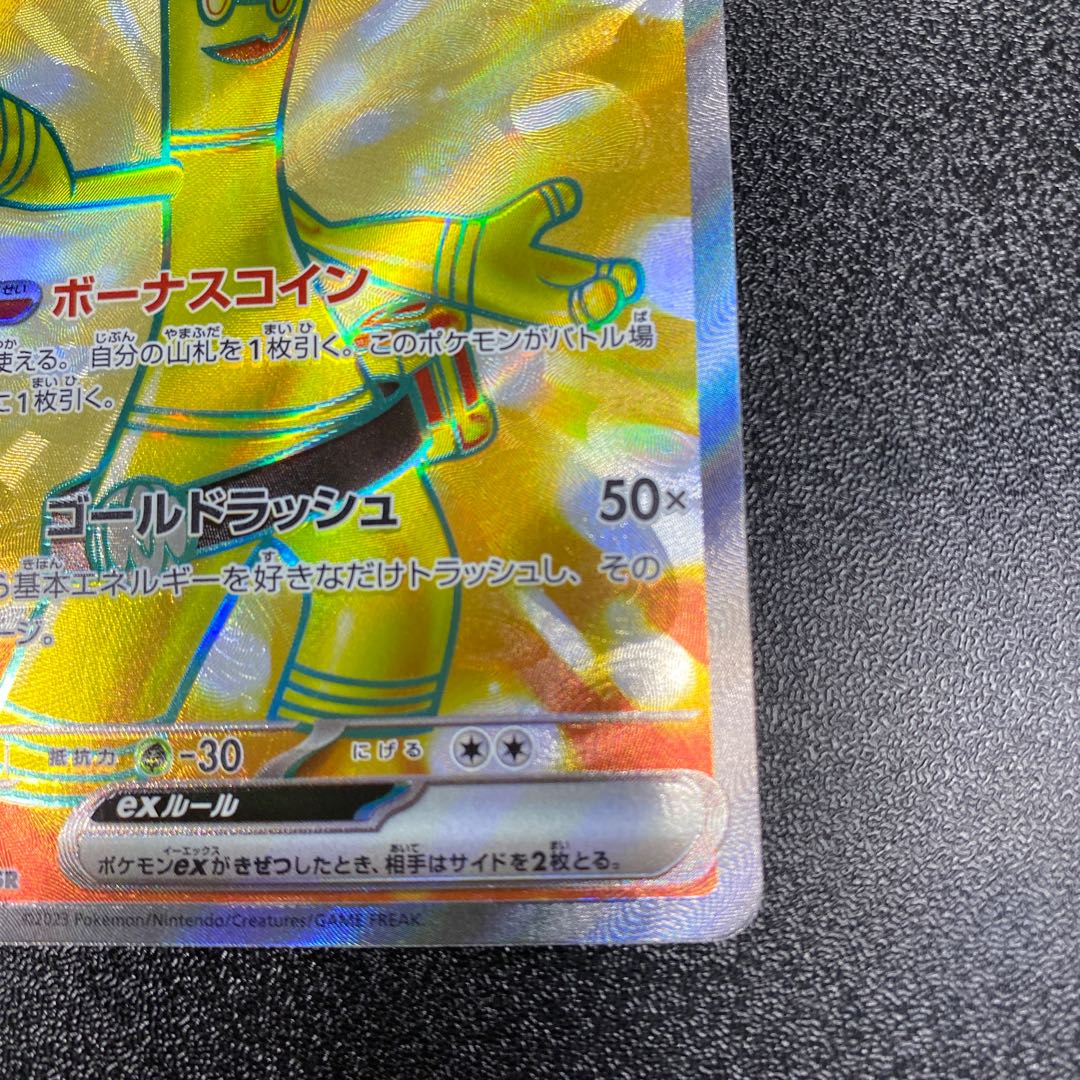 せい ボーナスコイン
使える。自分の山札を1枚引く。このポケモンがバトル場
に1枚引く。
ゴールドラッシュ 50×
ら基本エネルギーを好きなだけトラッシュし、その
ージ。
抵抗力 -30 にげる
exルール
ポケモンexがきぜつしたとき、相手はサイドを2枚とる。
SR
©2023 Pokémon/Nintendo/Creatures/GAME FREAK